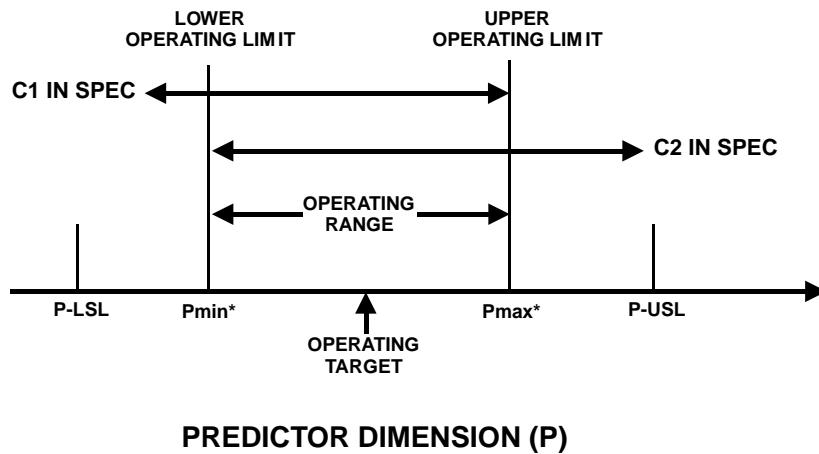 LOWER
OPERATING LIMIT
UPPER
OPERATING LIMIT
C1 IN SPEC
C2 IN SPEC
OPERATING
RANGE
P-LSL
Pmin*
Pmax*
P-USL
OPERATING
TARGET
PREDICTOR DIMENSION (P)